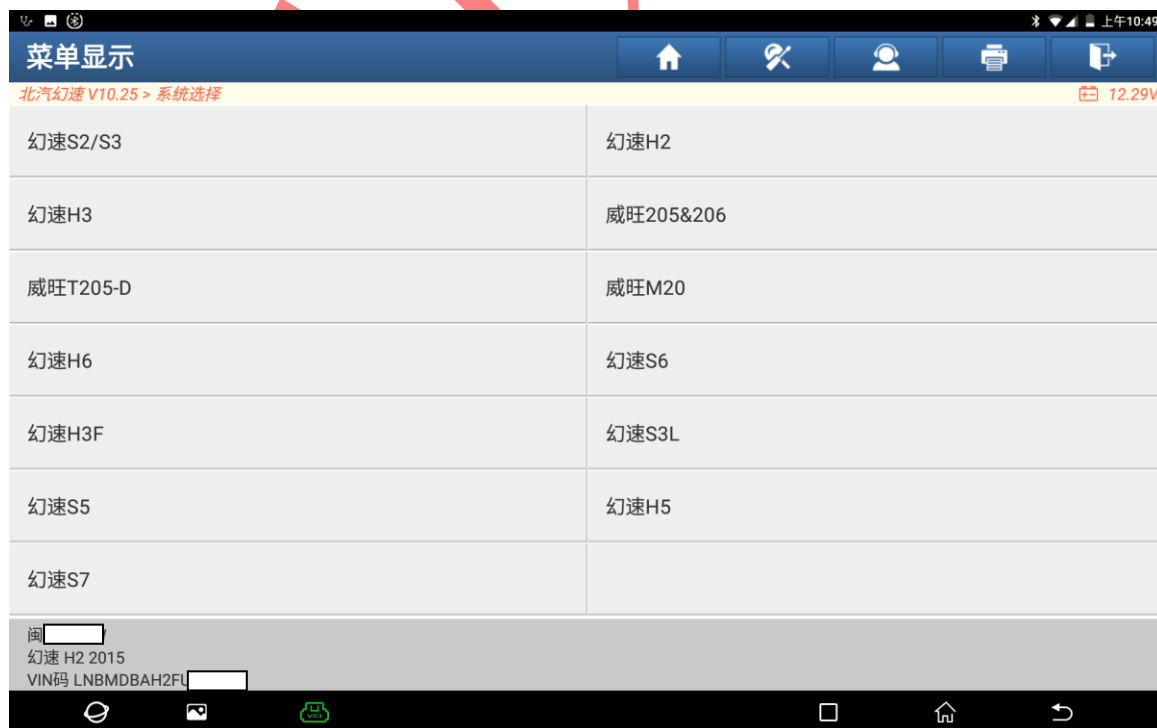 上午10:49
菜单显示
北汽幻速 V10.25 > 系统选择
12.29V
幻速S2/S3
幻速H2
幻速H3
威旺205&206
威旺T205-D
威旺M20
幻速H6
幻速S6
幻速H3F
幻速S3L
幻速S5
幻速H5
幻速S7
闽
幻速 H2 2015
VIN码 LNBMDBAH2FU
VCI